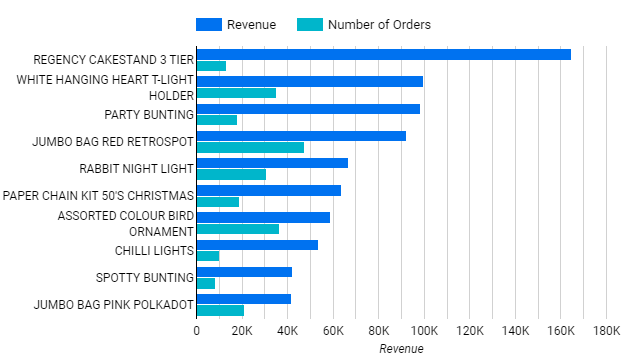 Revenue
Number of Orders
REGENCY CAKESTAND 3 TIER
WHITE HANGING HEART T-LIGHT
HOLDER
PARTY BUNTING
JUMBO BAG RED RETROSPOT
RABBIT NIGHT LIGHT
PAPER CHAIN KIT 50'S CHRISTMAS
ASSORTED COLOUR BIRD
ORNAMENT
CHILLI LIGHTS
SPOTTY BUNTING
JUMBO BAG PINK POLKADOT
0 20K 40K 60K 80K 100K 120K 140K 160K 180K
Revenue